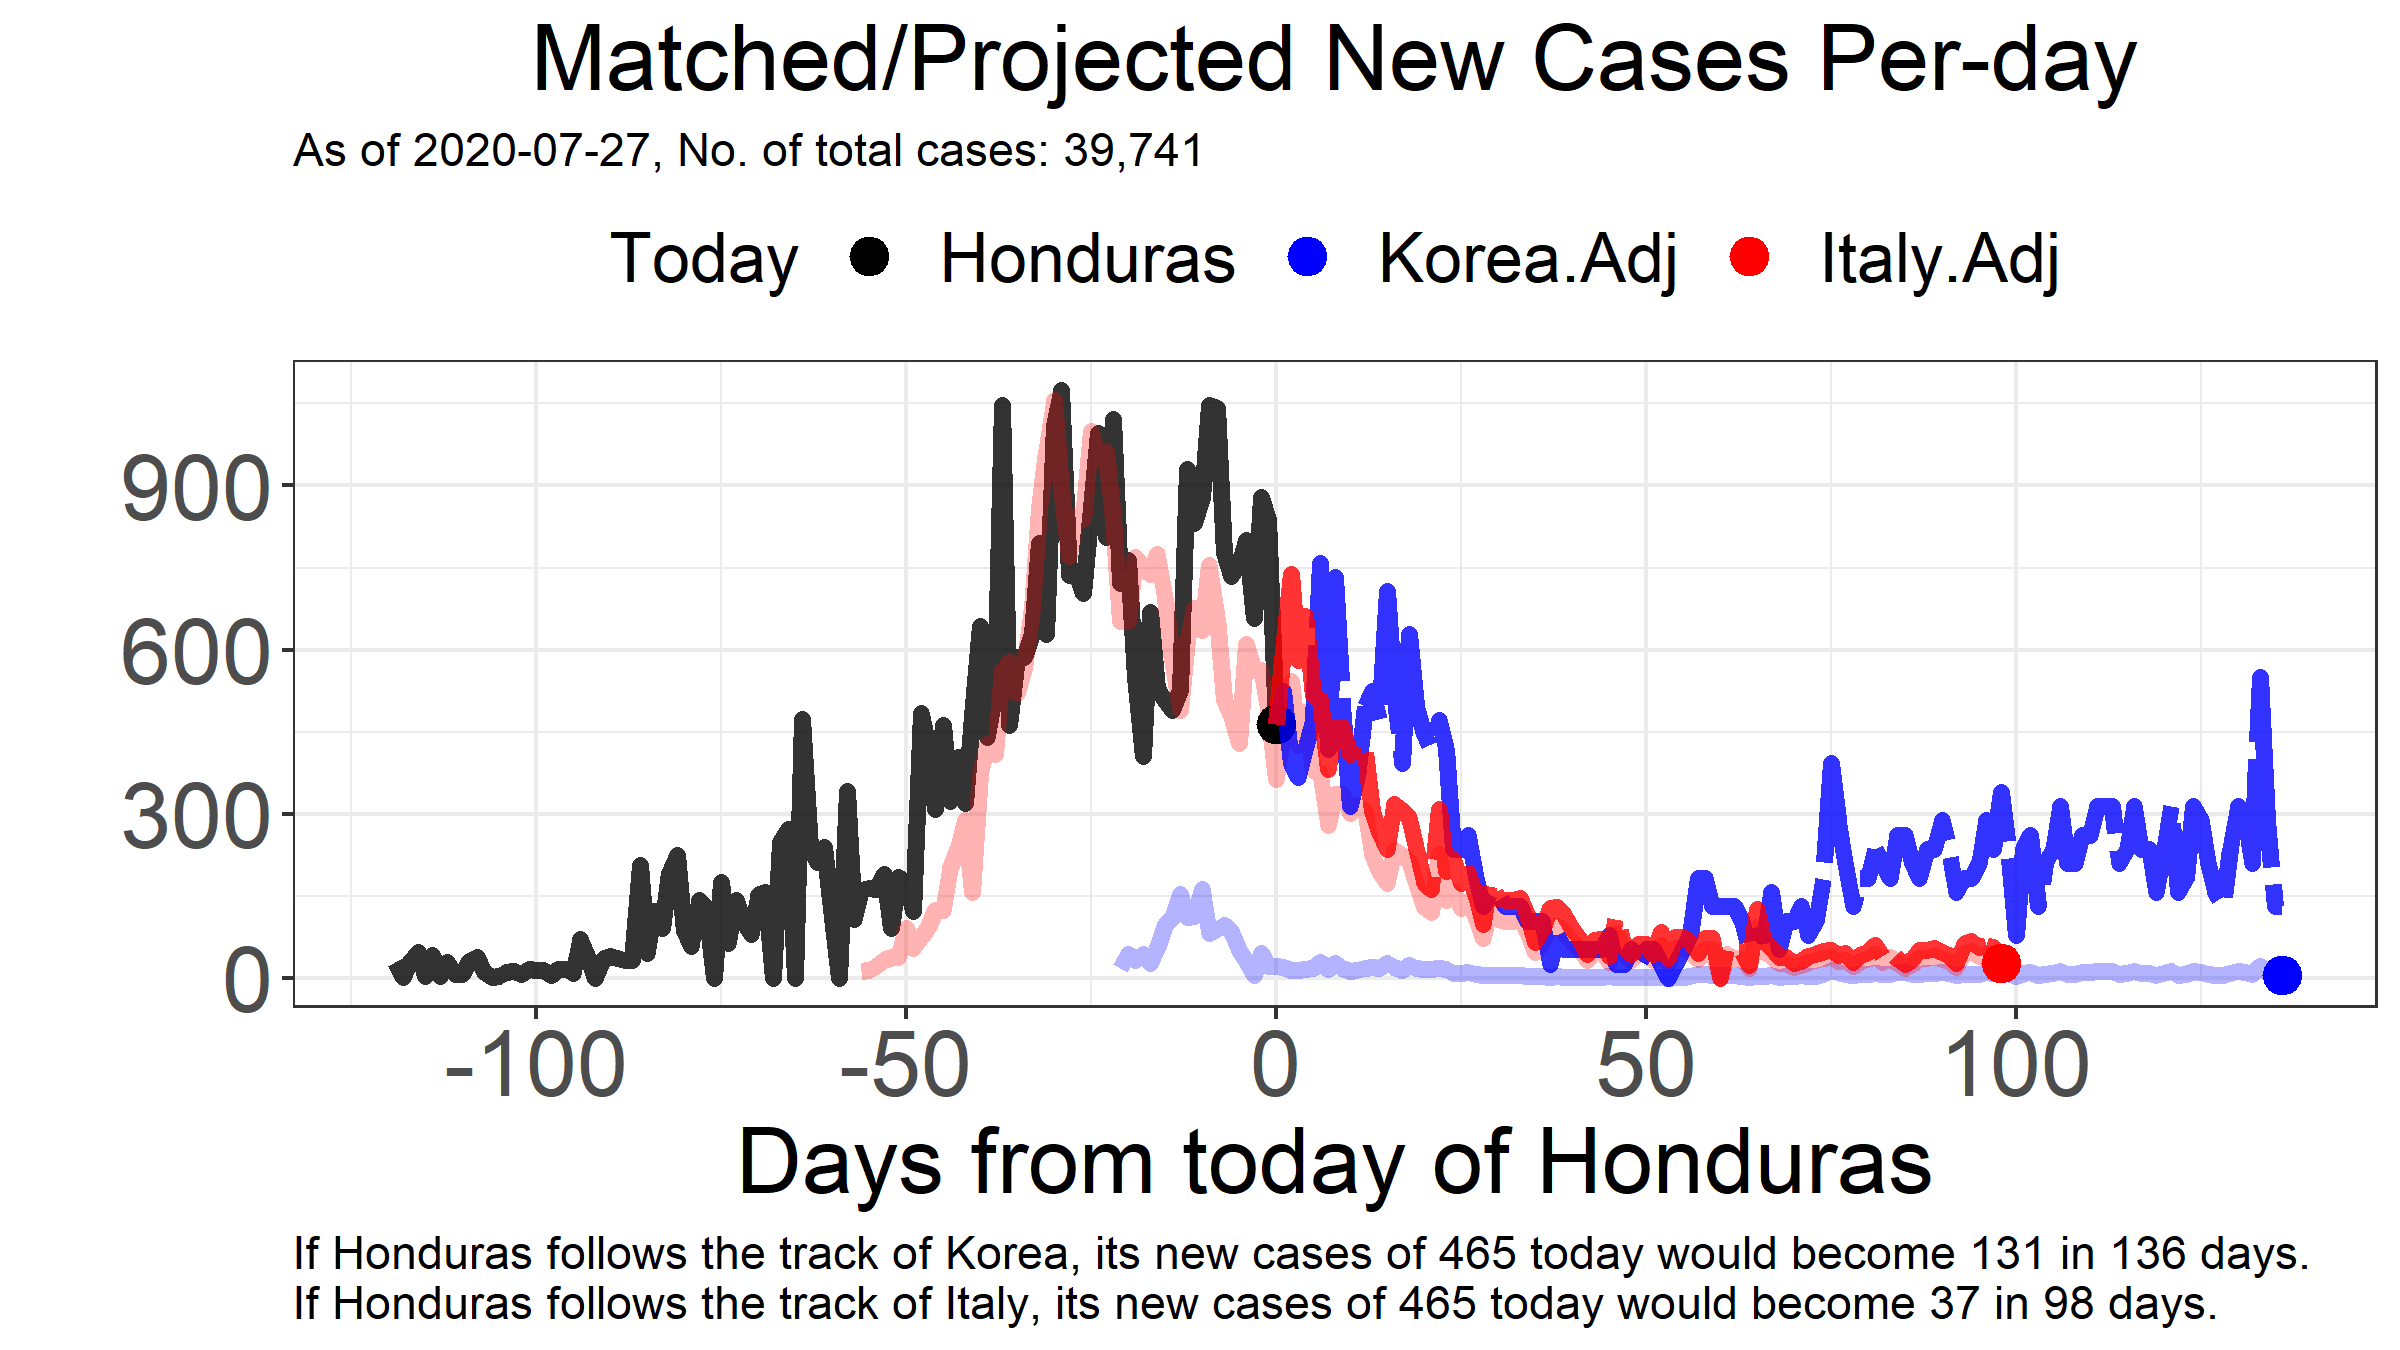 Matched/Projected New Cases Per-day
As of 2020-07-27, No. of total cases: 39,741
Today Honduras Korea.Adj Italy.Adj
900
600
300
0
-100 -50 0 50 100
Days from today of Honduras
If Honduras follows the track of Korea, its new cases of 465 today would become 131 in 136 days.
If Honduras follows the track of Italy, its new cases of 465 today would become 37 in 98 days.